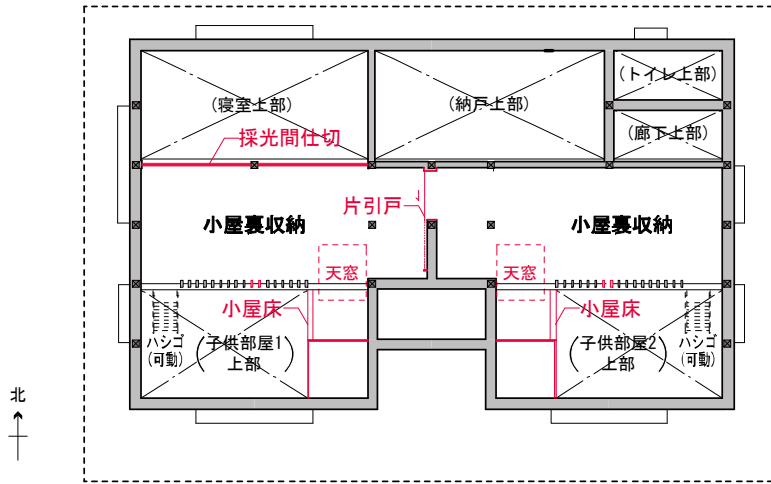 (トイレ上部)
(寝室上部)
(納戸上部)
(廊下上部)
採光間仕切
片引戸
小屋裏収納
小屋裏収納
天窓
天窓
小屋床
小屋床
ハシゴ
(可動)
(子供部屋1)
上部
(子供部屋2)
上部
ハシゴ
(可動)
北